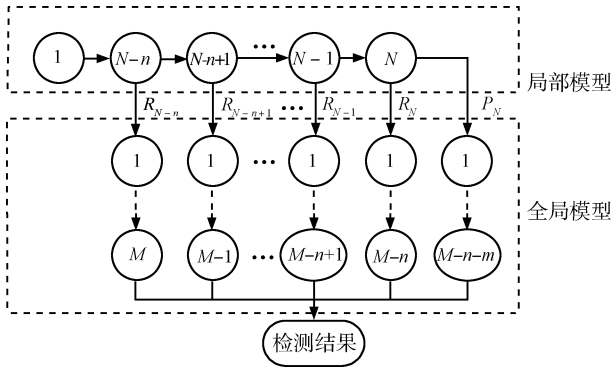 1 N-n N-n+1 … N-1 N
局部模型
R_{N-n} R_{N-n+1} … R_{N-1} R_N P_N
1 1 … 1 1 1
全局模型
M M-1 … M-n+1 M-n M-n-m
检测结果